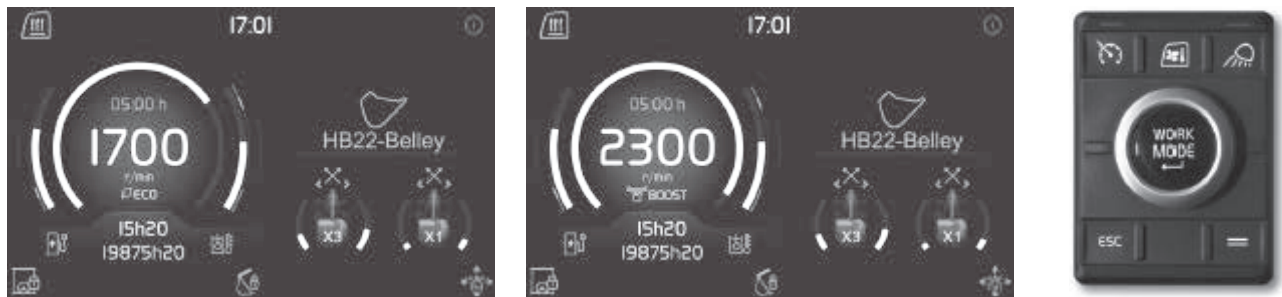 17:01
05:00 h
1700
r/min
ECO
HB22-Belley
15h20
19875h20
X3
X1
17:01
05:00 h
2300
r/min
BOOST
HB22-Belley
15h20
19875h20
X3
X1
WORK
MODE
ESC